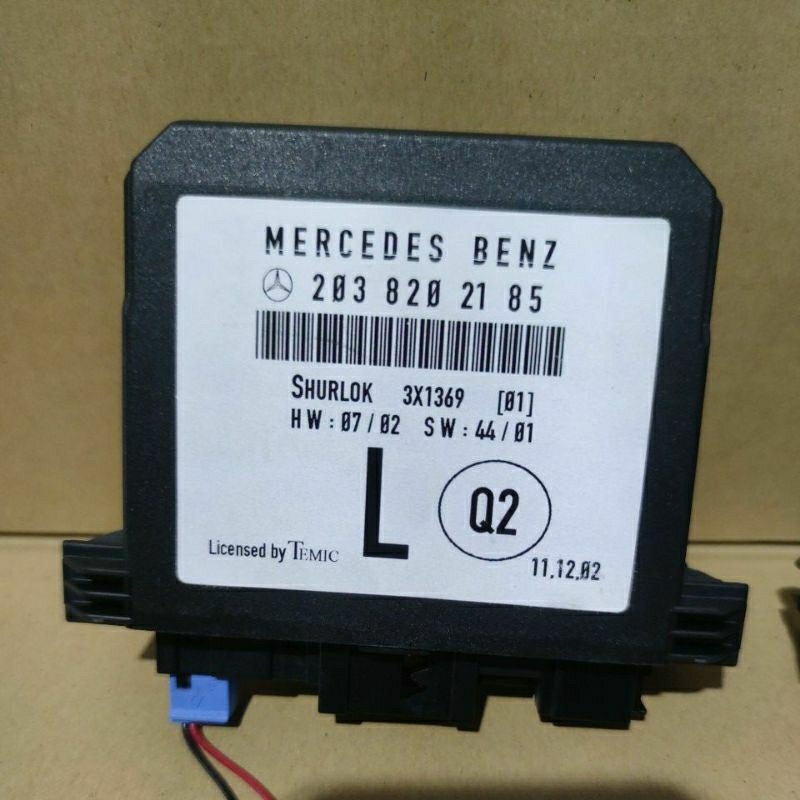 MERCEDES BENZ
203 820 21 85
SHURLOK 3X1369 [01]
HW:07/02 SW:44/01
L
Q2
Licensed by TEMIC
11.12.02